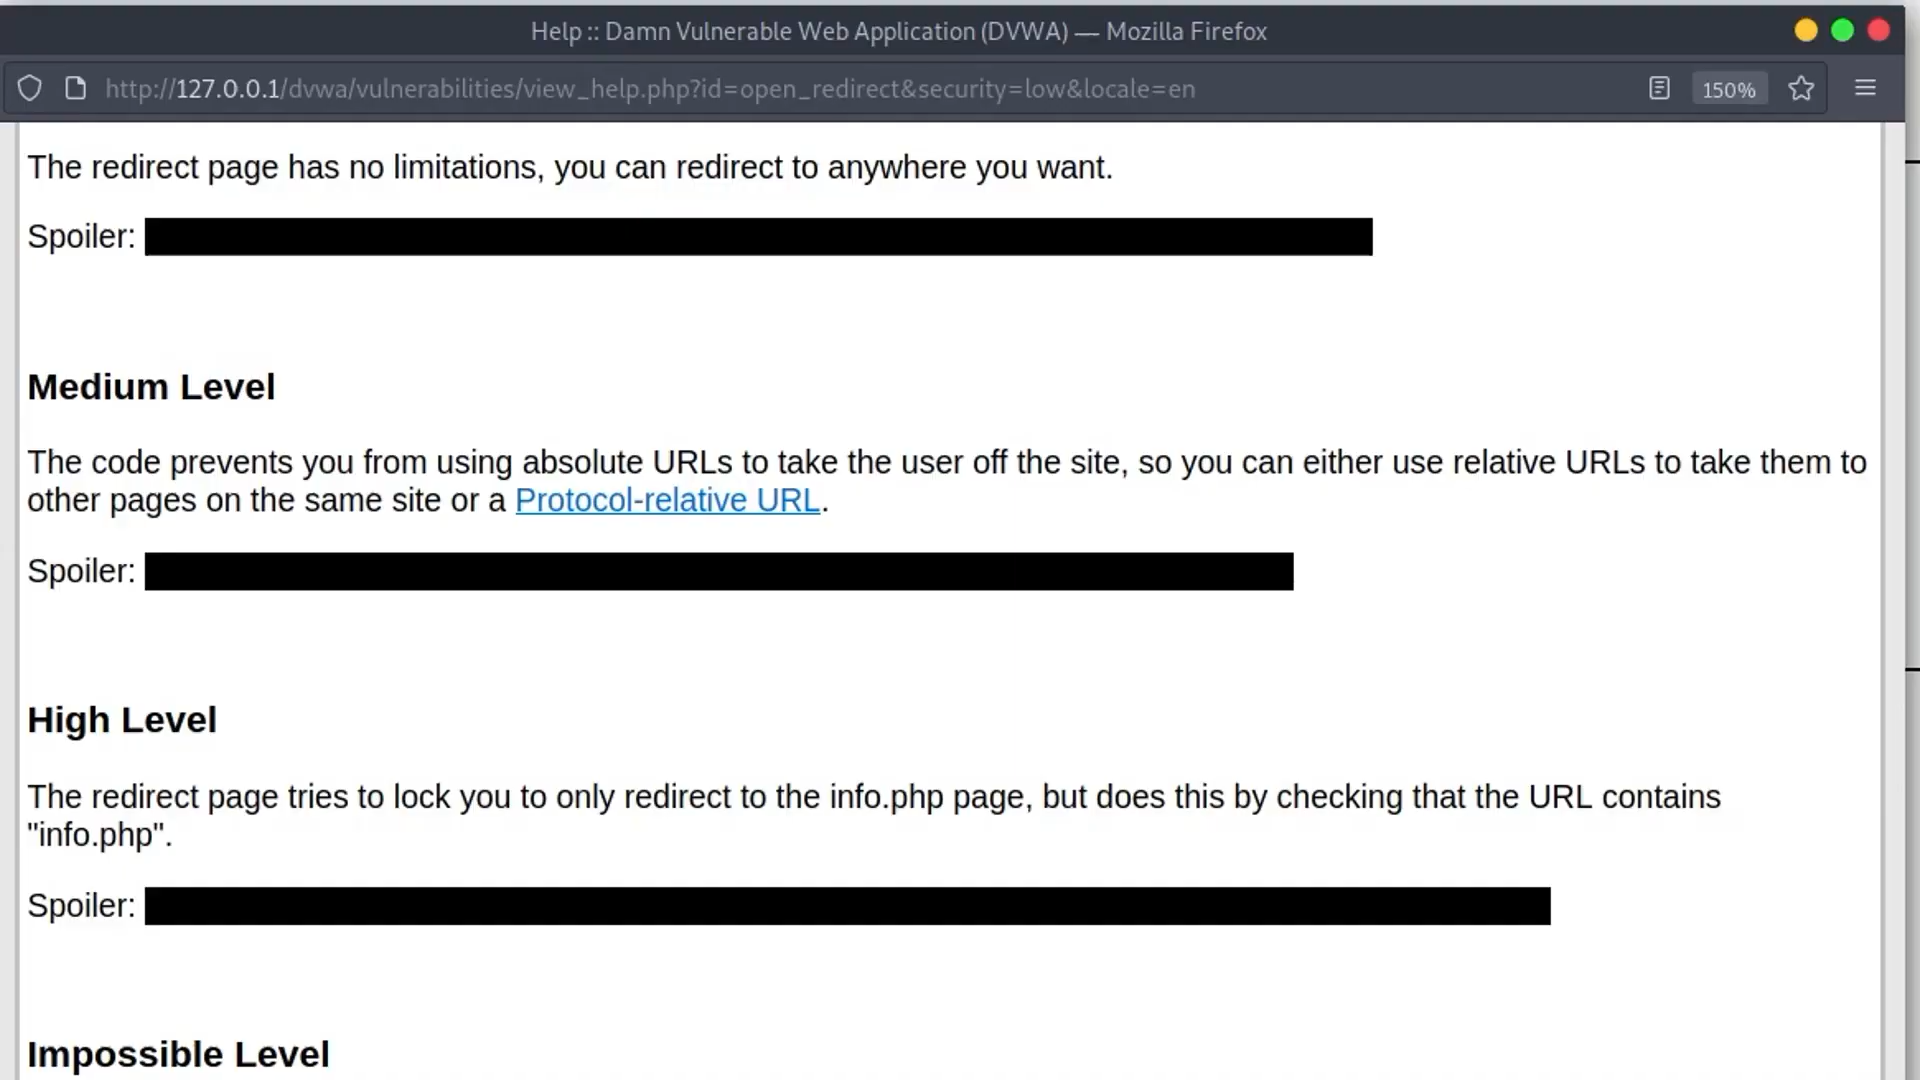 Help :: Damn Vulnerable Web Application (DVWA) — Mozilla Firefox
http://127.0.0.1/dvwa/vulnerabilities/view_help.php?id=open_redirect&security=low&locale=en
150%
The redirect page has no limitations, you can redirect to anywhere you want.
Spoiler:
Medium Level
The code prevents you from using absolute URLs to take the user off the site, so you can either use relative URLs to take them to
other pages on the same site or a Protocol-relative URL.
Spoiler:
High Level
The redirect page tries to lock you to only redirect to the info.php page, but does this by checking that the URL contains
"info.php".
Spoiler:
Impossible Level